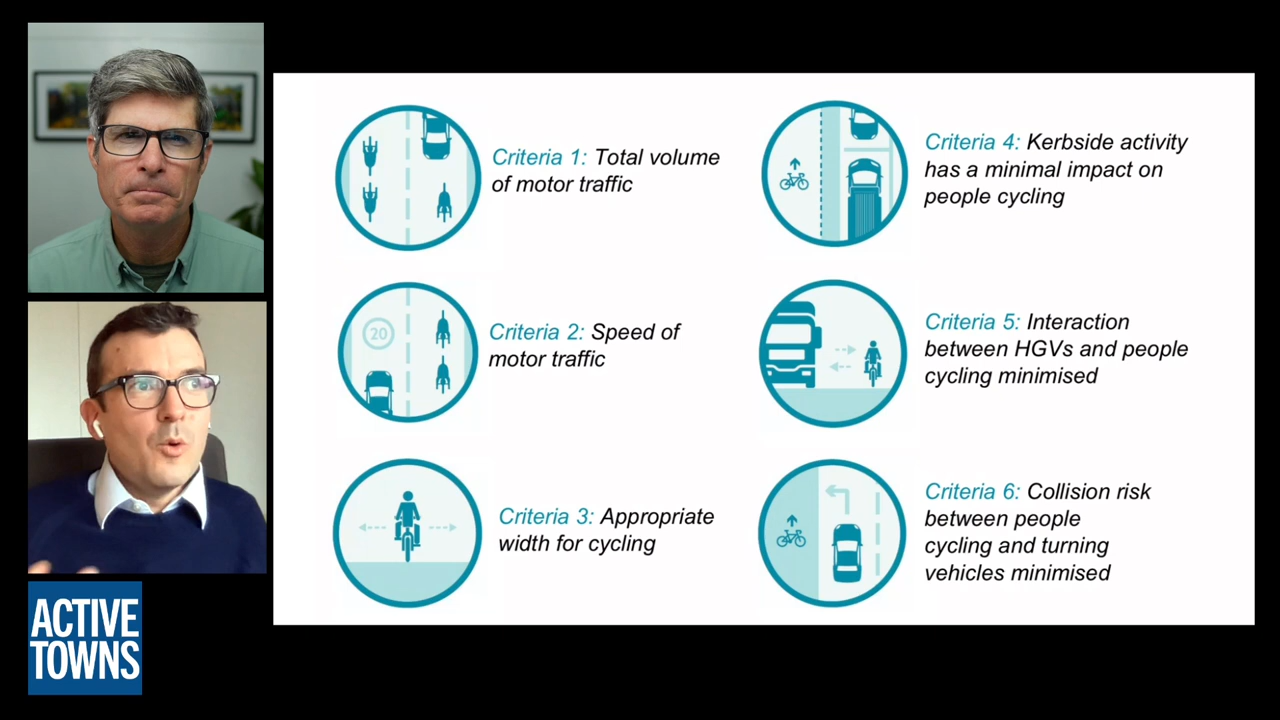 Criteria 1: Total volume
of motor traffic
20
Criteria 2: Speed of
motor traffic
Criteria 3: Appropriate
width for cycling
Criteria 4: Kerbside activity
has a minimal impact on
people cycling
Criteria 5: Interaction
between HGVs and people
cycling minimised
Criteria 6: Collision risk
between people
cycling and turning
vehicles minimised
ACTIVE
TOWNS